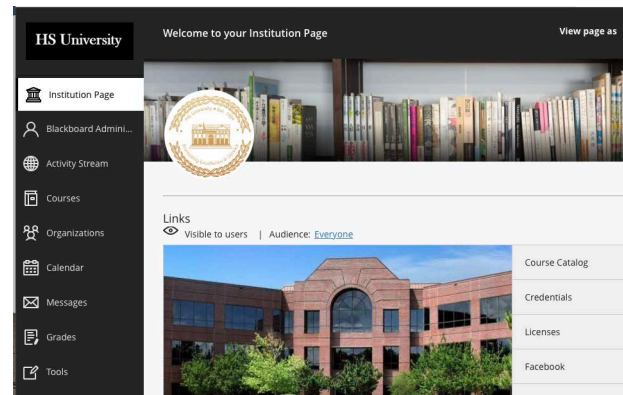 HS University
Welcome to your Institution Page
View page as
Institution Page
Blackboard Admini...
Activity Stream
Courses
Organizations
Calendar
Messages
Grades
Tools
Links
Visible to users | Audience: Everyone
Course Catalog
Credentials
Licenses
Facebook